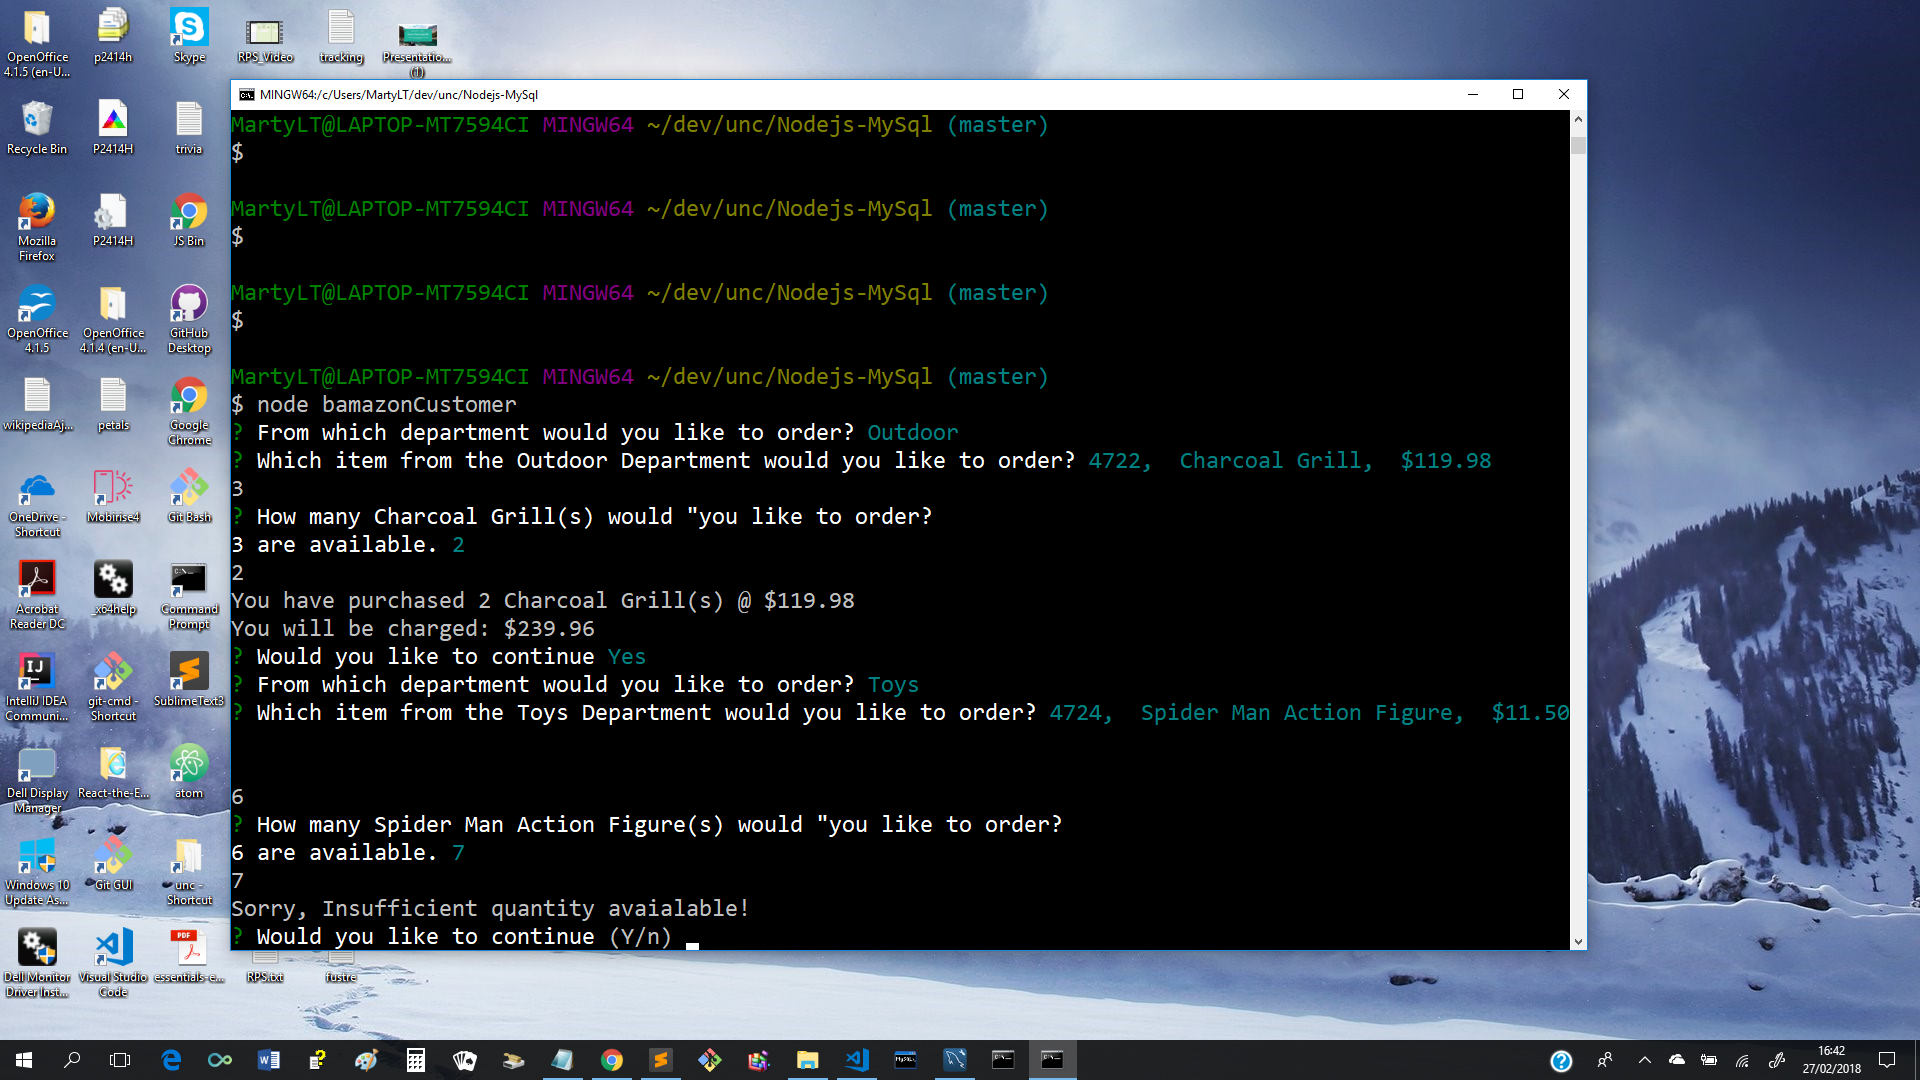 OpenOffice 4.1.5 (en-U...
p2414h
Skype
RPS_Video
tracking
Presentatio... (1)
Recycle Bin
P2414H
trivia
Mozilla Firefox
P2414H
JS Bin
OpenOffice 4.1.5
OpenOffice 4.1.4 (en-U...
GitHub Desktop
wikipediaAj...
petals
Google Chrome
OneDrive - Shortcut
Mobirise4
Git Bash
Acrobat Reader DC
_x64help
Command Prompt
IntelliJ IDEA Communi...
git-cmd - Shortcut
SublimeText3
Dell Display Manager
React-the-E...
atom
Windows 10 Update As...
Git GUI
unc - Shortcut
Dell Monitor Driver Inst...
Visual Studio Code
essentials-e...
RPS.txt
MINGW64:/c/Users/MartyLT/dev/unc/Nodejs-MySql
MartyLT@LAPTOP-MT7594CI MINGW64 ~/dev/unc/Nodejs-MySql (master)
$
MartyLT@LAPTOP-MT7594CI MINGW64 ~/dev/unc/Nodejs-MySql (master)
$
MartyLT@LAPTOP-MT7594CI MINGW64 ~/dev/unc/Nodejs-MySql (master)
$
MartyLT@LAPTOP-MT7594CI MINGW64 ~/dev/unc/Nodejs-MySql (master)
$ node bamazonCustomer
? From which department would you like to order? Outdoor
? Which item from the Outdoor Department would you like to order? 4722,  Charcoal Grill,  $119.98
3
? How many Charcoal Grill(s) would "you like to order?
3 are available. 2
2
You have purchased 2 Charcoal Grill(s) @ $119.98
You will be charged: $239.96
? Would you like to continue Yes
? From which department would you like to order? Toys
? Which item from the Toys Department would you like to order? 4724,  Spider Man Action Figure,  $11.50
6
? How many Spider Man Action Figure(s) would "you like to order?
6 are available. 7
7
Sorry, Insufficient quantity avaialable!
? Would you like to continue (Y/n)
16:42
27/02/2018